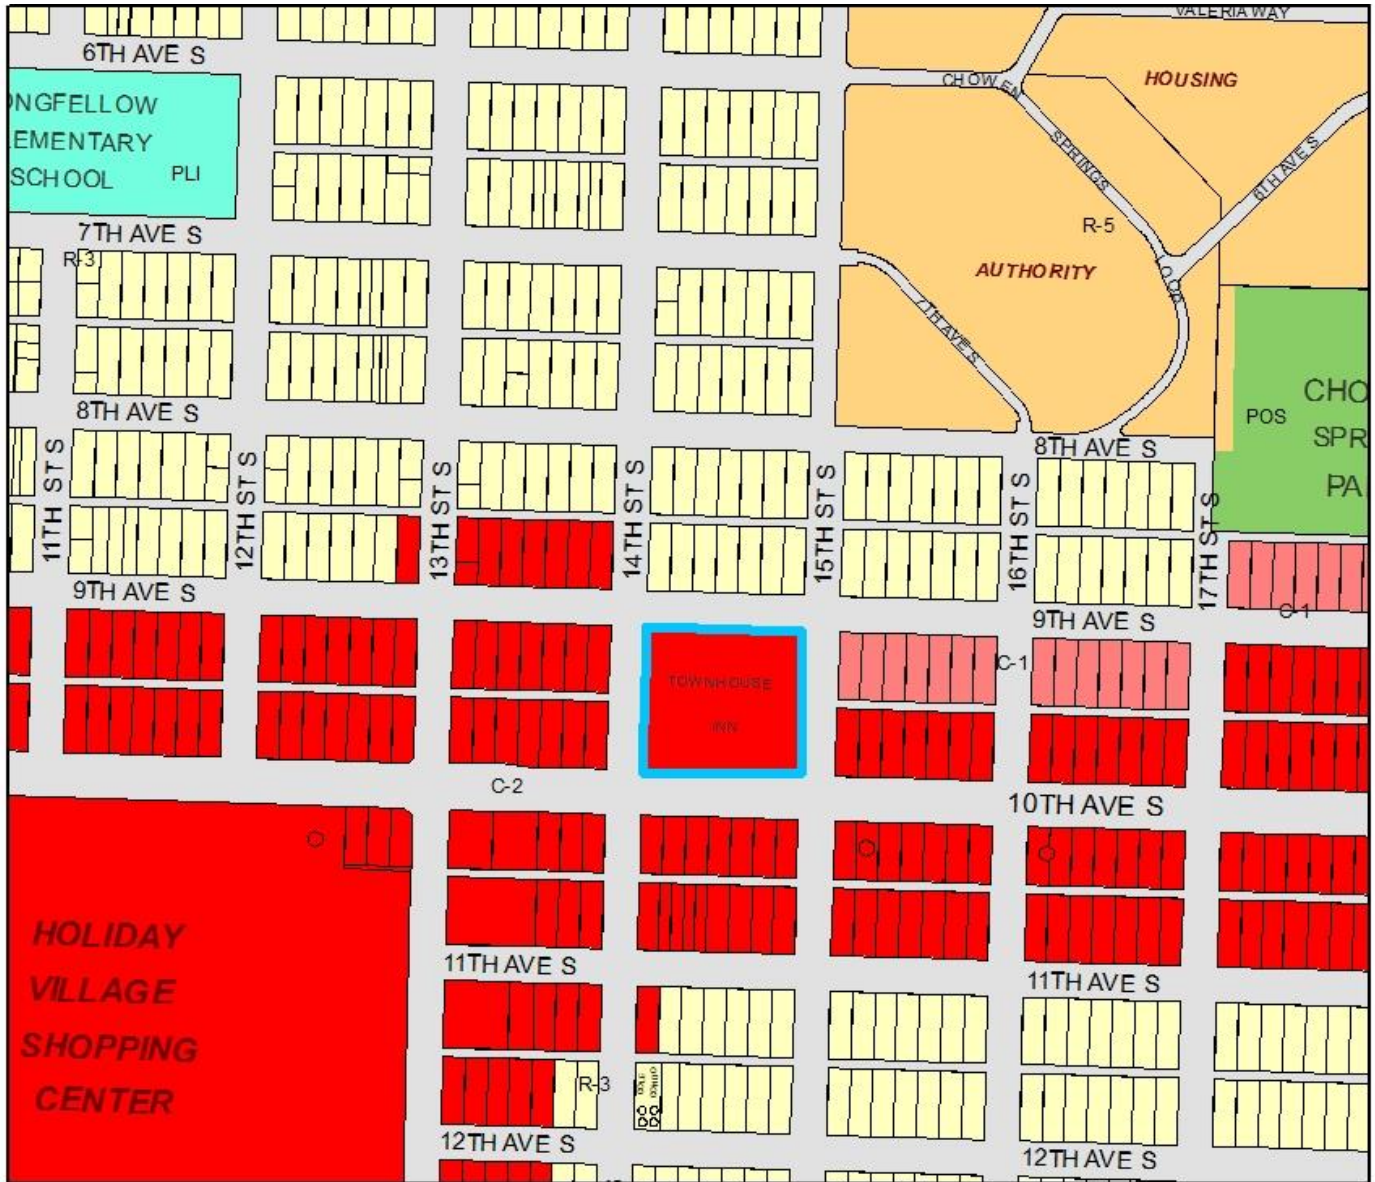 VALERIA WAY
6TH AVE S
CHOWEN
HOUSING
ONGFELLOW
LEMENTARY
SCHOOL
PLI
SPRINGS
6TH AVE S
R-5
7TH AVE S
R-3
AUTHORITY
LOOP
7TH AVE S
CHO
SPR
PA
POS
8TH AVE S
8TH AVE S
11TH ST S
12TH ST S
13TH ST S
14TH ST S
15TH ST S
16TH ST S
17TH ST S
9TH AVE S
9TH AVE S
C-1
C-1
TOWNHOUSE
INN
C-2
10TH AVE S
HOLIDAY
VILLAGE
SHOPPING
CENTER
11TH AVE S
11TH AVE S
R-3
12TH AVE S
12TH AVE S